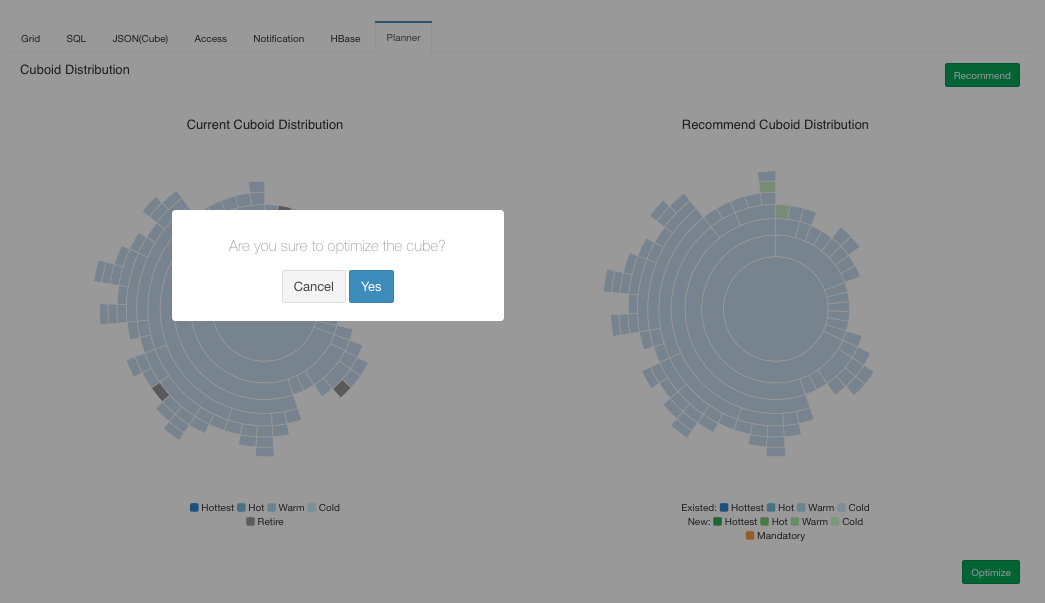 Grid SQL JSON(Cube) Access Notification HBase Planner
Cuboid Distribution
Recommend
Current Cuboid Distribution
Recommend Cuboid Distribution
Are you sure to optimize the cube?
Cancel Yes
Hottest Hot Warm Cold
Retire
Existed: Hottest Hot Warm Cold
New: Hottest Hot Warm Cold
Mandatory
Optimize